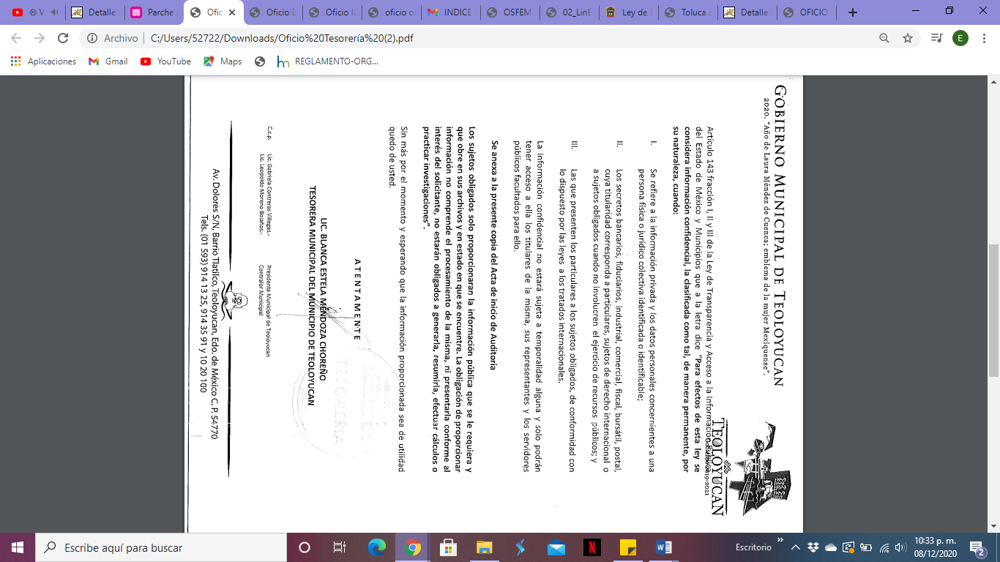 Detalle
Parche
Ofic
Oficio D
Oficio Ic
oficio o
INDICE
OSFEM
02_LinE
Ley de
Toluca
Detalle
OFICIO
Archivo
C:/Users/52722/Downloads/Oficio%20Tesorería%20(2).pdf
E
Aplicaciones
Gmail
YouTube
Maps
REGLAMENTO-ORG...
GOBIERNO MUNICIPAL DE TEOLOYUCAN
2020. "Año de Laura Méndez de Cuenca; emblema de la mujer Mexiquense".
TEOLOYUCAN
2019-2021
Artículo 143 fracción I, II y III de la Ley de Transparencia y Acceso a la Información Pública
del Estado de México y Municipios que a la letra dice "Para efectos de esta ley se
considera información confidencial, la clasificada como tal, de manera permanente, por
su naturaleza, cuando:
I. Se refiere a la información privada y los datos personales concernientes a una
persona física o jurídico colectiva identificada o identificable;
II. Los secretos bancarios, fiduciarios, industrial, comercial, fiscal, bursátil, postal,
cuya titularidad corresponda a particulares, sujetos de derecho internacional o
a sujetos obligados cuando no involucren el ejercicio de recursos públicos; y
III. Las que presenten los particulares a los sujetos obligados, de conformidad con
lo dispuesto por las leyes a los tratados internacionales.
La información confidencial no estará sujeta a temporalidad alguna y solo podrán
tener acceso a ella los titulares de la misma, sus representantes y los servidores
públicos facultados para ello.
Se anexa a la presente copia del Acta de inicio de Auditoria
Los sujetos obligados solo proporcionaran la información pública que se le requiera y
que obre en sus archivos y en estado en que se encuentre. La obligación de proporcionar
información no comprende el procesamiento de la misma, ni presentarla conforme al
interés del solicitante, no estarán obligados a generarla, resumirla, efectuar cálculos o
practicar investigaciones".
Sin más por el momento y esperando que la información proporcionada sea de utilidad
quedo de usted.
A T E N T A M E N T E
LIC. BLANCA ESTELA MENDOZA CHOREÑO
TESORERA MUNICIPAL DEL MUNICIPIO DE TEOLOYUCAN
TESORERIA
C.c.p. Lic. Gabriela Contreras Villegas.- Presidenta Municipal de Teoloyucan
Lic. Leopoldo Moreno Bolaños.- Contralor Municipal
Av. Dolores S/N, Barrio Tlatilco, Teoloyucan, Edo. de México C. P. 54770
Tels. (01 593) 914 13 25, 914 35 91 y 10 20 100
Escribe aquí para buscar
Escritorio
10:33 p. m.
08/12/2020
2